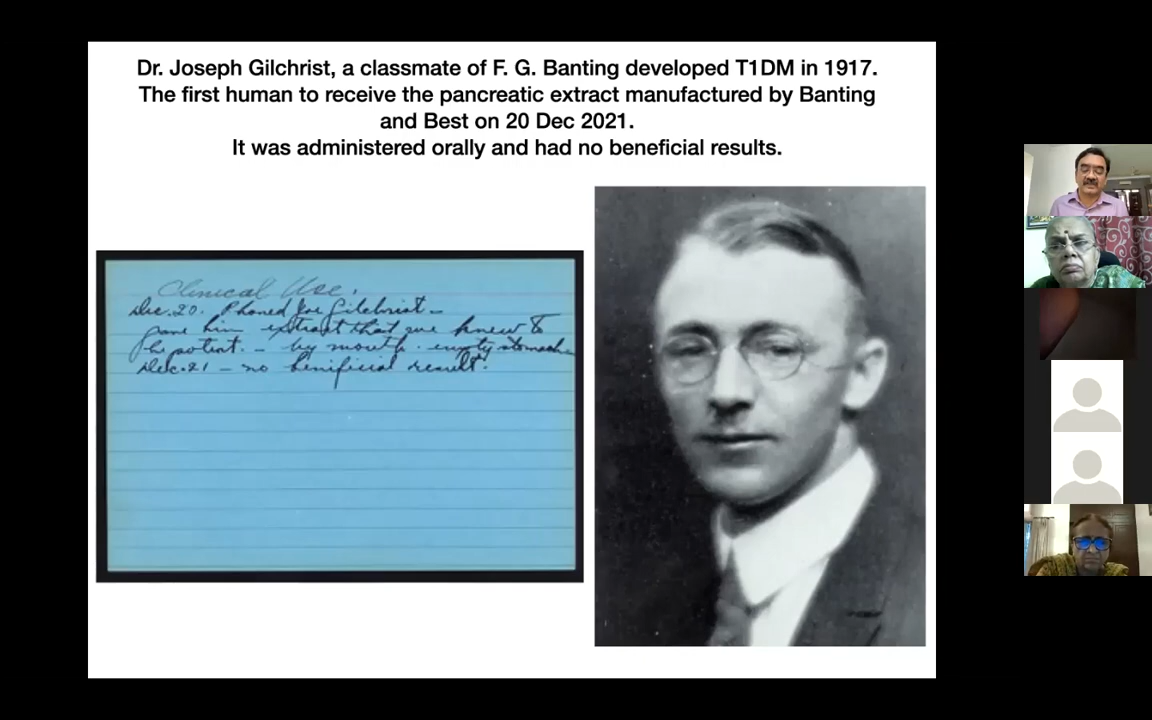 Dr. Joseph Gilchrist, a classmate of F. G. Banting developed T1DM in 1917.
The first human to receive the pancreatic extract manufactured by Banting
and Best on 20 Dec 2021.
It was administered orally and had no beneficial results.
Clinical Use.
Dec. 20. Phoned Joe Gilchrist –
gave him extract that we knew to
be potent. – by mouth – empty stomach
Dec. 21 – no benificial result.